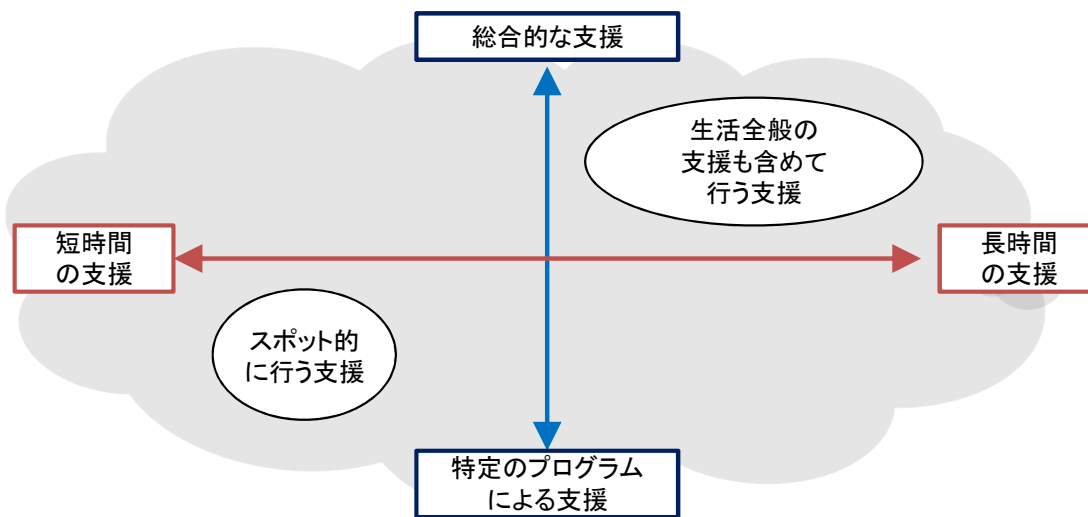 総合的な支援
生活全般の
支援も含めて
行う支援
短時間
の支援
長時間
の支援
スポット的
に行う支援
特定のプログラム
による支援